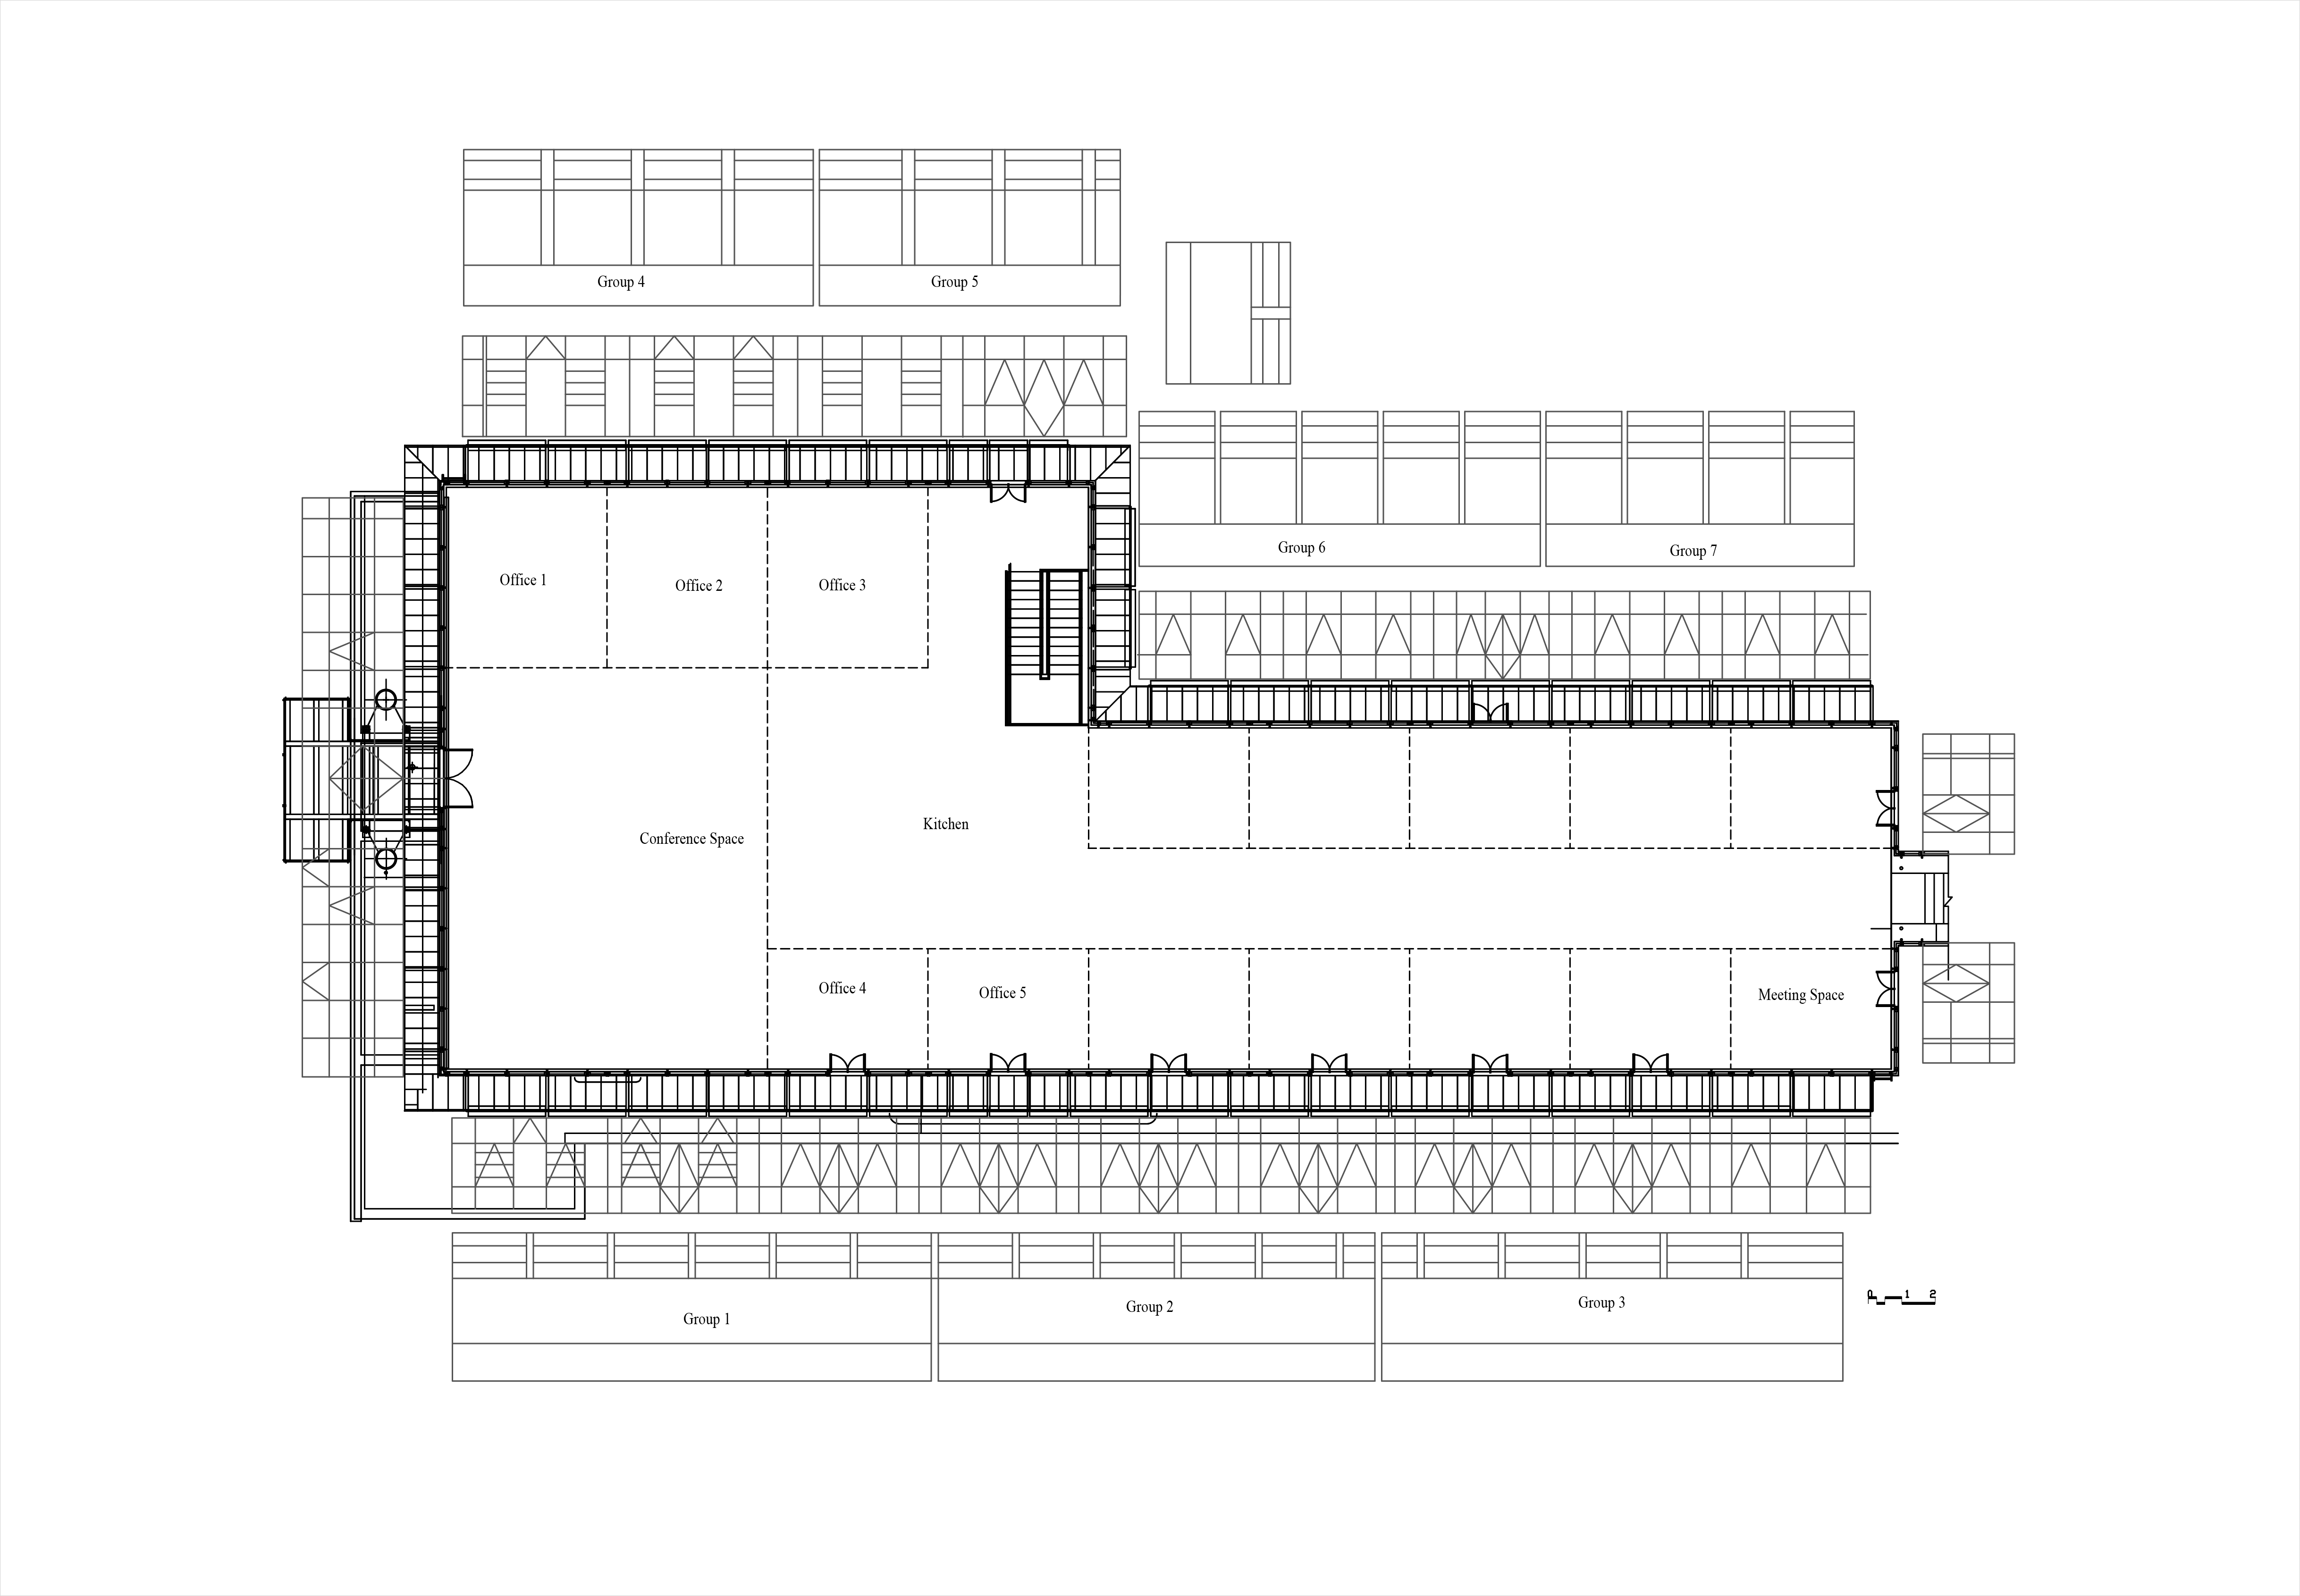 Group 4
Group 5
Group 6
Group 7
Office 1
Office 2
Office 3
Conference Space
Kitchen
Office 4
Office 5
Meeting Space
Group 1
Group 2
Group 3
0 1 2